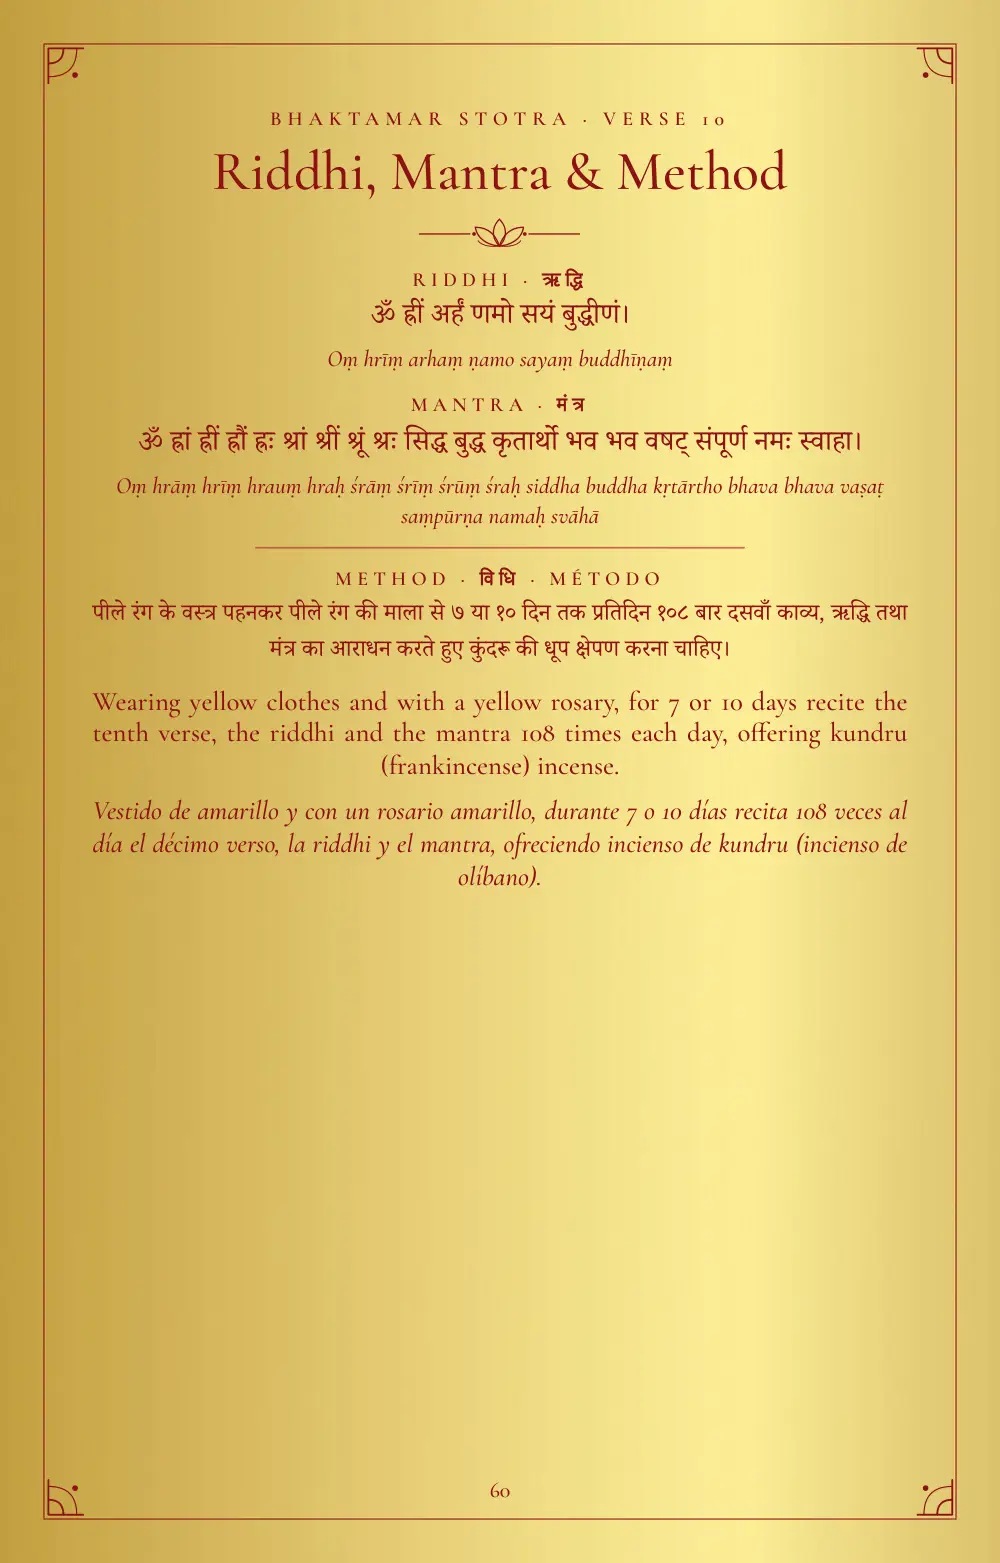 BHAKTAMAR STOTRA · VERSE 10
Riddhi, Mantra & Method
RIDDHI · ऋद्धि
ॐ ह्रीं अर्हं णमो सयं बुद्धीणं।
Oṃ hrīṃ arhaṃ ṇamo sayaṃ buddhīṇaṃ
MANTRA · मंत्र
ॐ ह्रां ह्रीं ह्रौं ह्रः श्रां श्रीं श्रूं श्रः सिद्ध बुद्ध कृतार्थो भव भव वषट् संपूर्ण नमः स्वाहा।
Oṃ hrāṃ hrīṃ hrauṃ hraḥ śrāṃ śrīṃ śrūṃ śraḥ siddha buddha kṛtārtho bhava bhava vaṣaṭ
saṃpūrṇa namaḥ svāhā
METHOD · विधि · MÉTODO
पीले रंग के वस्त्र पहनकर पीले रंग की माला से ७ या १० दिन तक प्रतिदिन १०८ बार दसवाँ काव्य, ऋद्धि तथा
मंत्र का आराधन करते हुए कुंदरू की धूप क्षेपण करना चाहिए।
Wearing yellow clothes and with a yellow rosary, for 7 or 10 days recite the
tenth verse, the riddhi and the mantra 108 times each day, offering kundru
(frankincense) incense.
Vestido de amarillo y con un rosario amarillo, durante 7 o 10 días recita 108 veces al
día el décimo verso, la riddhi y el mantra, ofreciendo incienso de kundru (incienso de
olíbano).
60